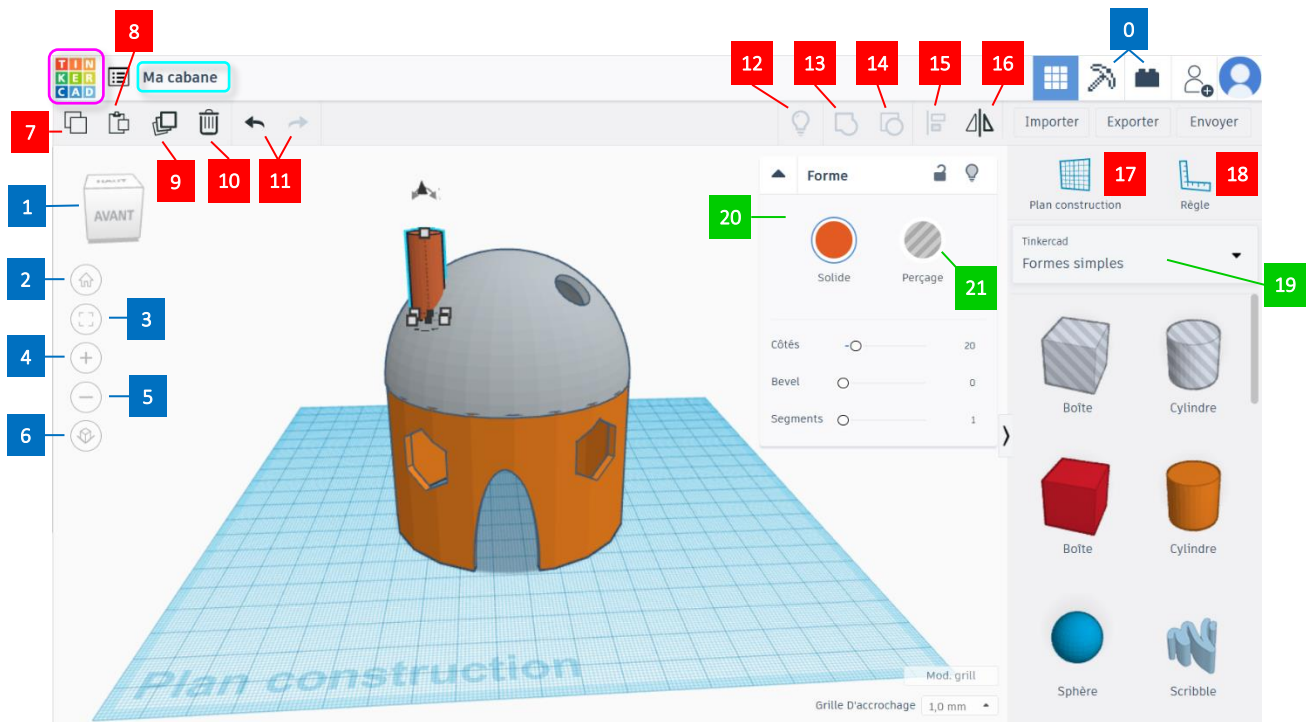 8
0
TIN
KER
CAD
Ma cabane
12
13
14
15
16
7
9
10
11
Importer
Exporter
Envoyer
1
HAUT
AVANT
Forme
17
18
Plan construction
Règle
20
Solide
Perçage
21
Tinkercad
Formes simples
19
2
3
4
5
6
Côtés
20
Bevel
0
Segments
1
Boîte
Cylindre
Boîte
Cylindre
Sphère
Scribble
Plan construction
Mod. grill
Grille D'accrochage
1,0 mm